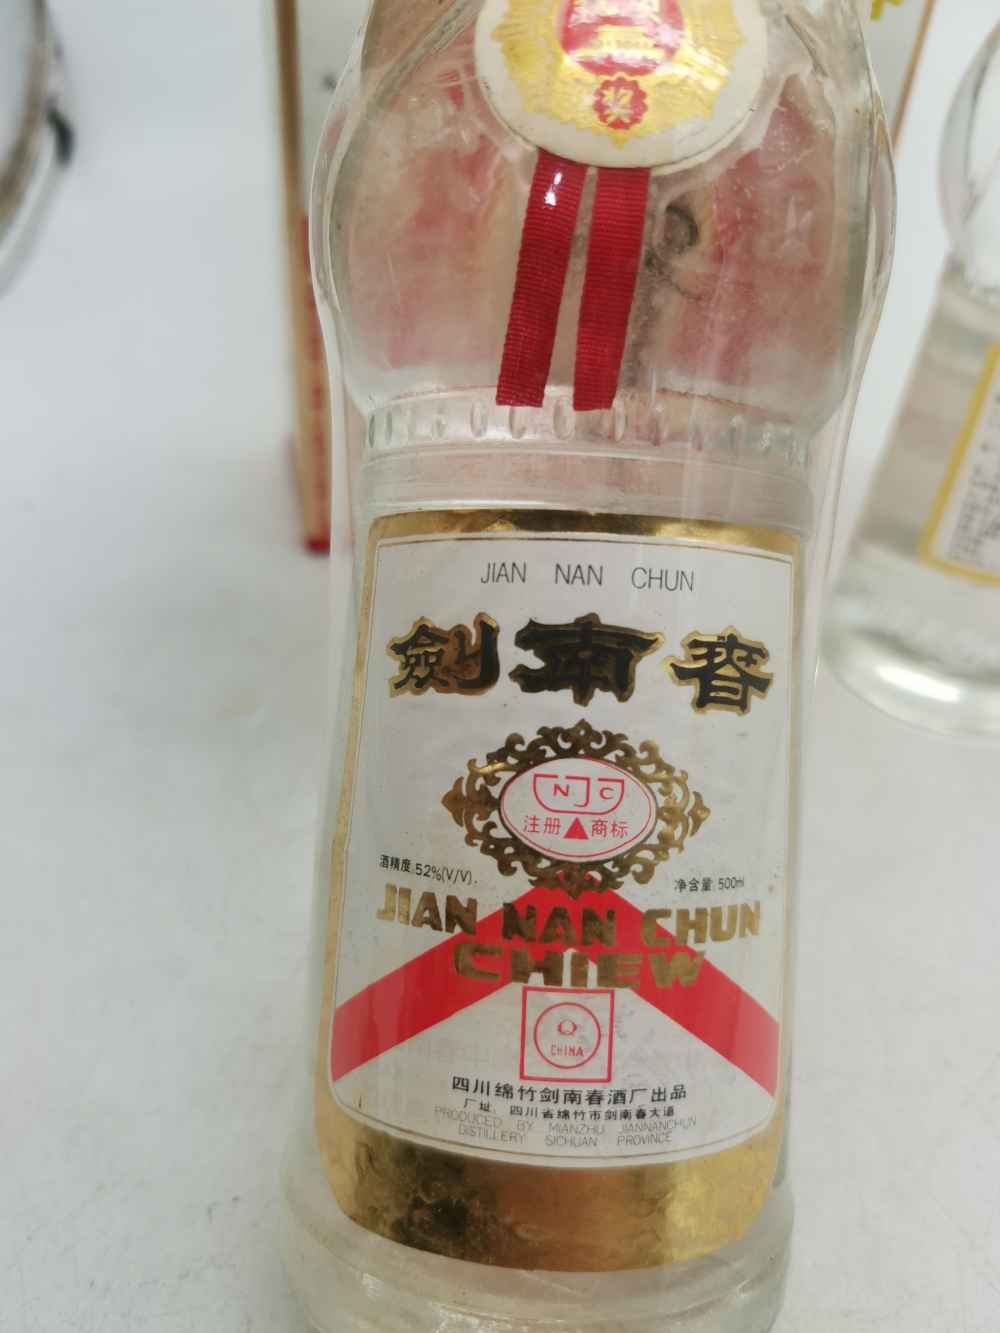 奖
JIAN NAN CHUN
劍南春
NJC
注册 商标
酒精度:52%(V/V).
净含量:500ml
JIAN NAN CHUN
CHIEW
Q
CHINA
四川绵竹剑南春酒厂出品
厂址: 四川省绵竹市剑南春大道
PRODUCED BY MIANZHU JIANNANCHUN
DISTILLERY SICHUAN PROVINCE